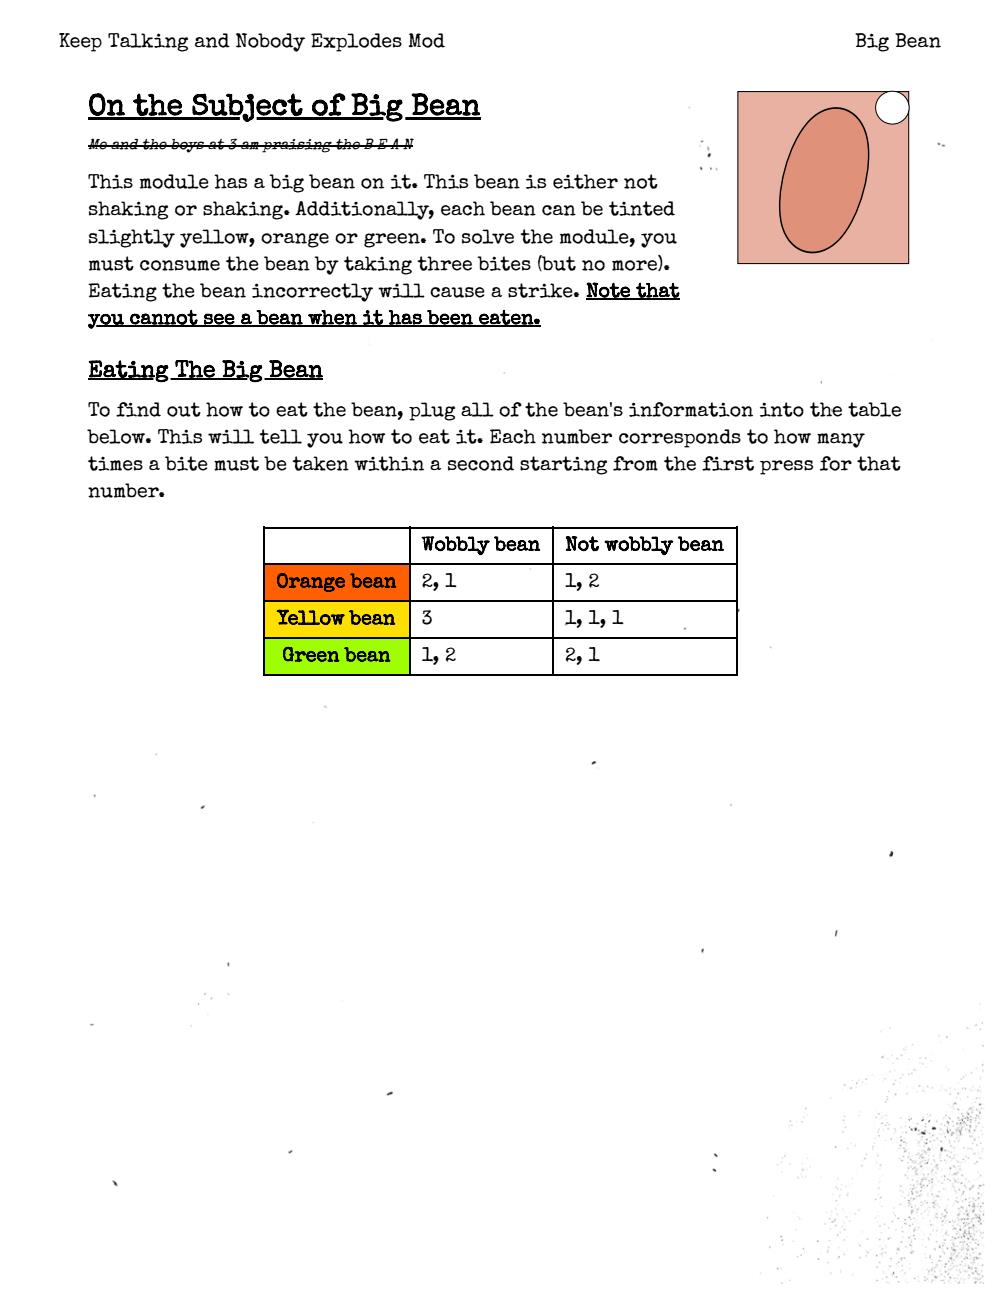 Keep Talking and Nobody Explodes Mod
Big Bean
On the Subject of Big Bean
Me and the boys at 3 am praising the B E A N
This module has a big bean on it. This bean is either not
shaking or shaking. Additionally, each bean can be tinted
slightly yellow, orange or green. To solve the module, you
must consume the bean by taking three bites (but no more).
Eating the bean incorrectly will cause a strike. Note that
you cannot see a bean when it has been eaten.
Eating The Big Bean
To find out how to eat the bean, plug all of the bean's information into the table
below. This will tell you how to eat it. Each number corresponds to how many
times a bite must be taken within a second starting from the first press for that
number.
Wobbly bean Not wobbly bean
Orange bean 2, 1 1, 2
Yellow bean 3 1, 1, 1
Green bean 1, 2 2, 1